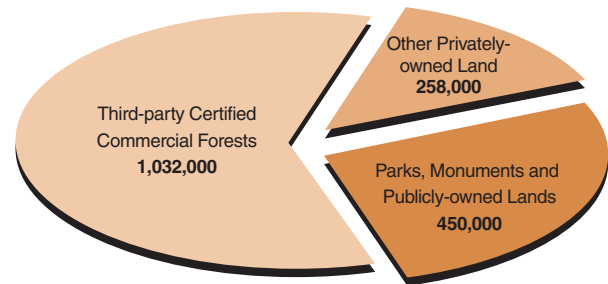 Other Privately-
owned Land
258,000
Third-party Certified
Commercial Forests
1,032,000
Parks, Monuments and
Publicly-owned Lands
450,000